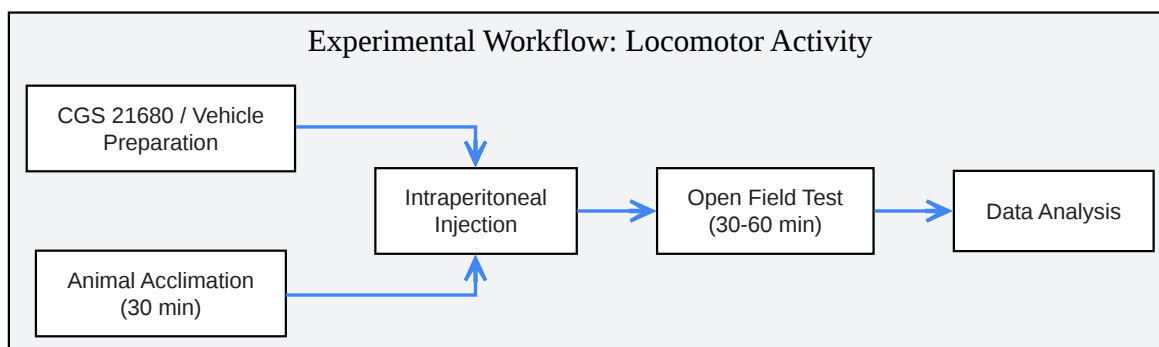 Experimental Workflow: Locomotor Activity
CGS 21680 / Vehicle
Preparation
Animal Acclimation
(30 min)
Intraperitoneal
Injection
Open Field Test
(30-60 min)
Data Analysis